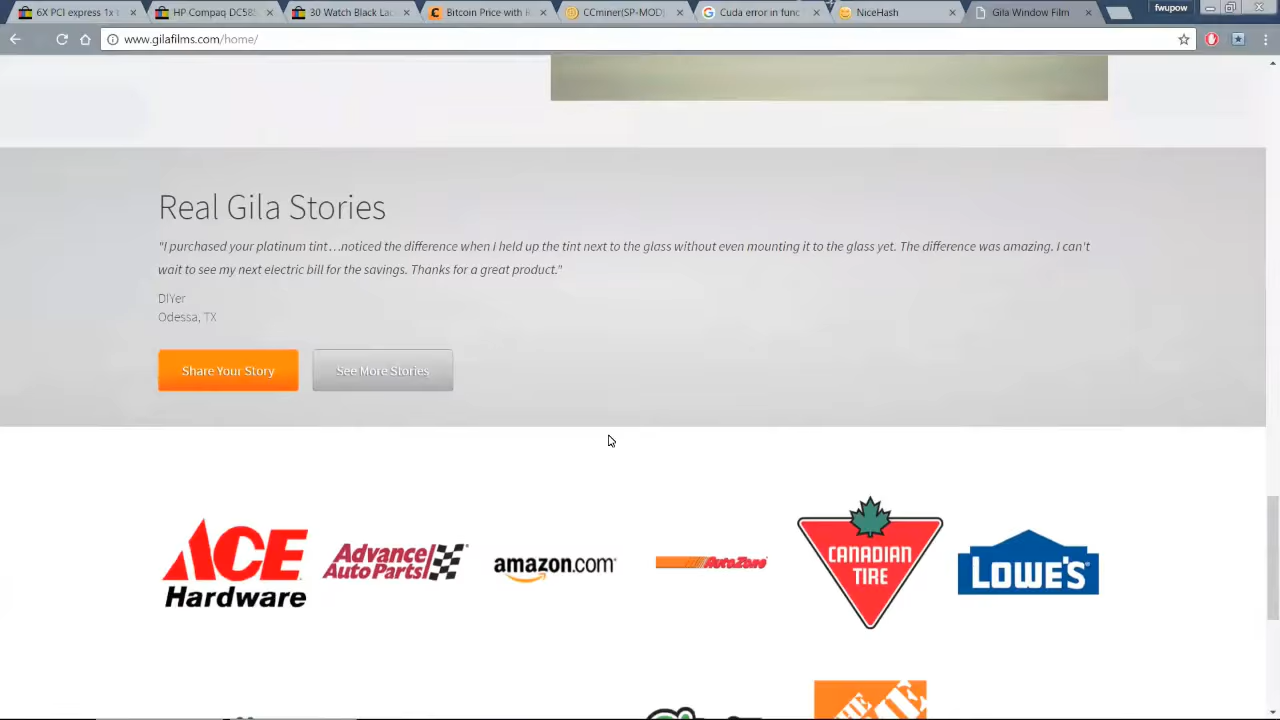 6X PCI express 1x t
HP Compaq DC58
30 Watch Black Lac
Bitcoin Price with R
CCminer(SP-MOD)
Cuda error in func
NiceHash
Gila Window Film
fwupow
www.gilafilms.com/home/
Real Gila Stories
"I purchased your platinum tint…noticed the difference when I held up the tint next to the glass without even mounting it to the glass yet. The difference was amazing. I can't
wait to see my next electric bill for the savings. Thanks for a great product."
DIYer
Odessa, TX
Share Your Story
See More Stories
ACE
Hardware
Advance
Auto Parts
amazon.com
AutoZone
CANADIAN
TIRE
LOWE'S
THE